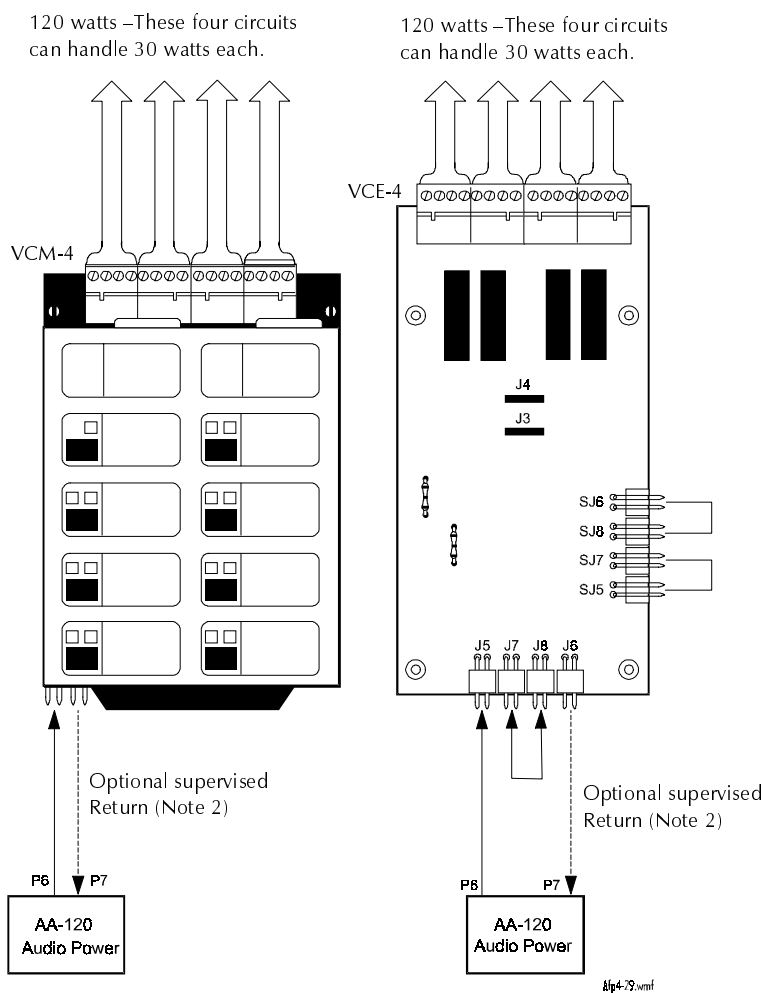 120 watts –These four circuits
can handle 30 watts each.
120 watts –These four circuits
can handle 30 watts each.
VCM-4
VCE-4
J4
J3
SJ6
SJ8
SJ7
SJ5
J5 J7 J8 J6
Optional supervised
Return (Note 2)
Optional supervised
Return (Note 2)
P6 P7
AA-120
Audio Power
P6 P7
AA-120
Audio Power
Afp4-29.wmf